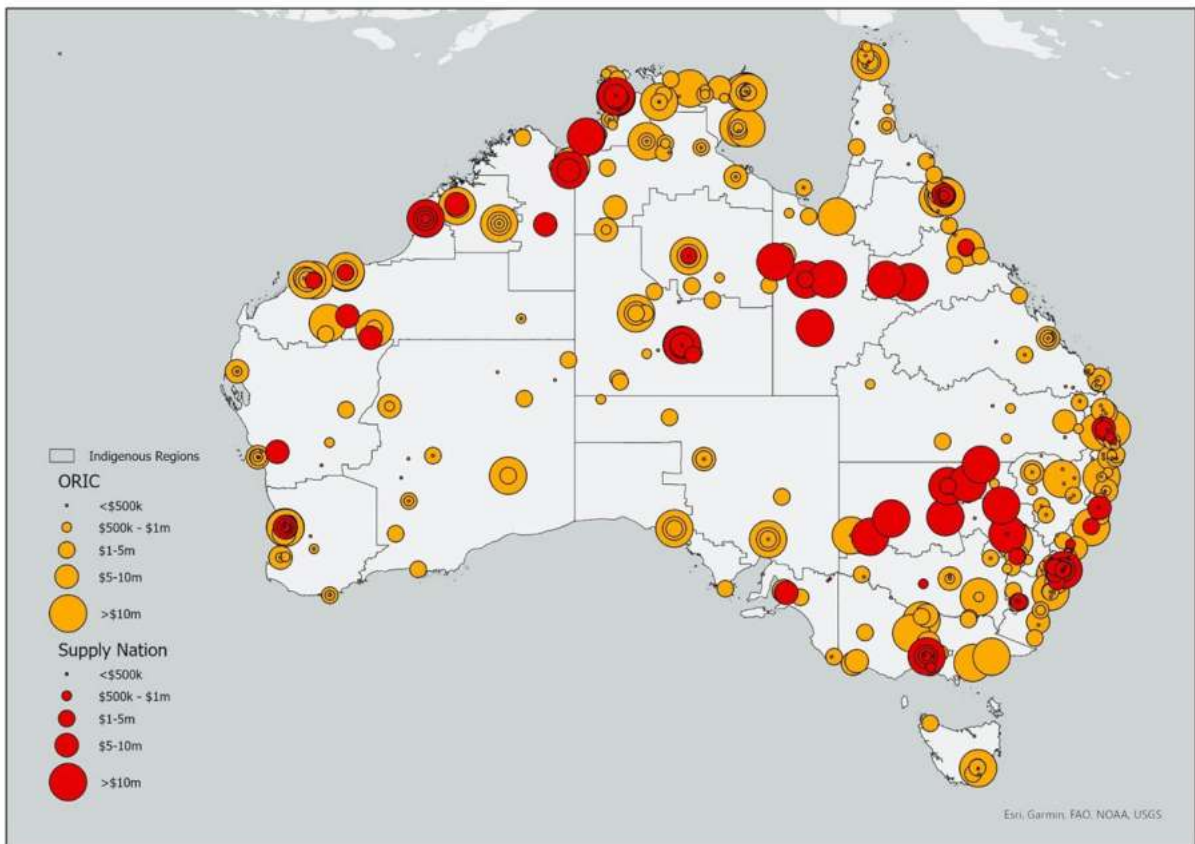 Indigenous Regions
ORIC
<$500k
$500k - $1m
$1-5m
$5-10m
>$10m
Supply Nation
<$500k
$500k - $1m
$1-5m
$5-10m
>$10m
Esri, Garmin, FAO, NOAA, USGS